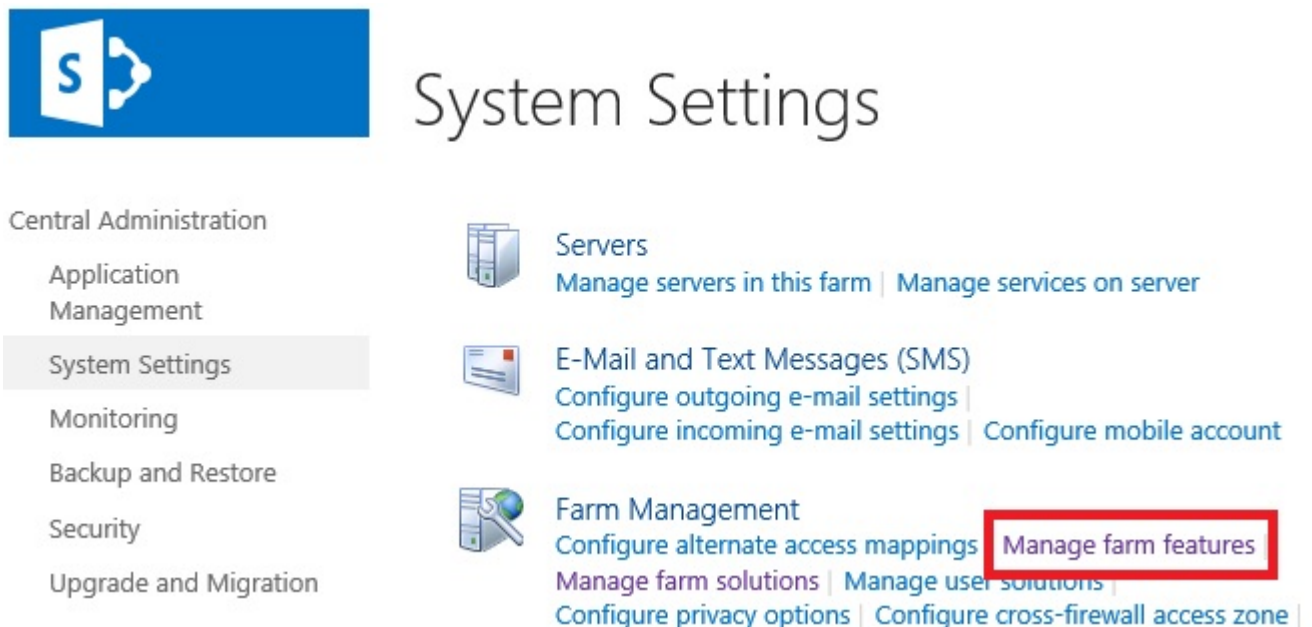 S
System Settings
Central Administration
Application
Management
System Settings
Monitoring
Backup and Restore
Security
Upgrade and Migration
Servers
Manage servers in this farm | Manage services on server
E-Mail and Text Messages (SMS)
Configure outgoing e-mail settings |
Configure incoming e-mail settings | Configure mobile account
Farm Management
Configure alternate access mappings | Manage farm features |
Manage farm solutions | Manage user solutions |
Configure privacy options | Configure cross-firewall access zone |